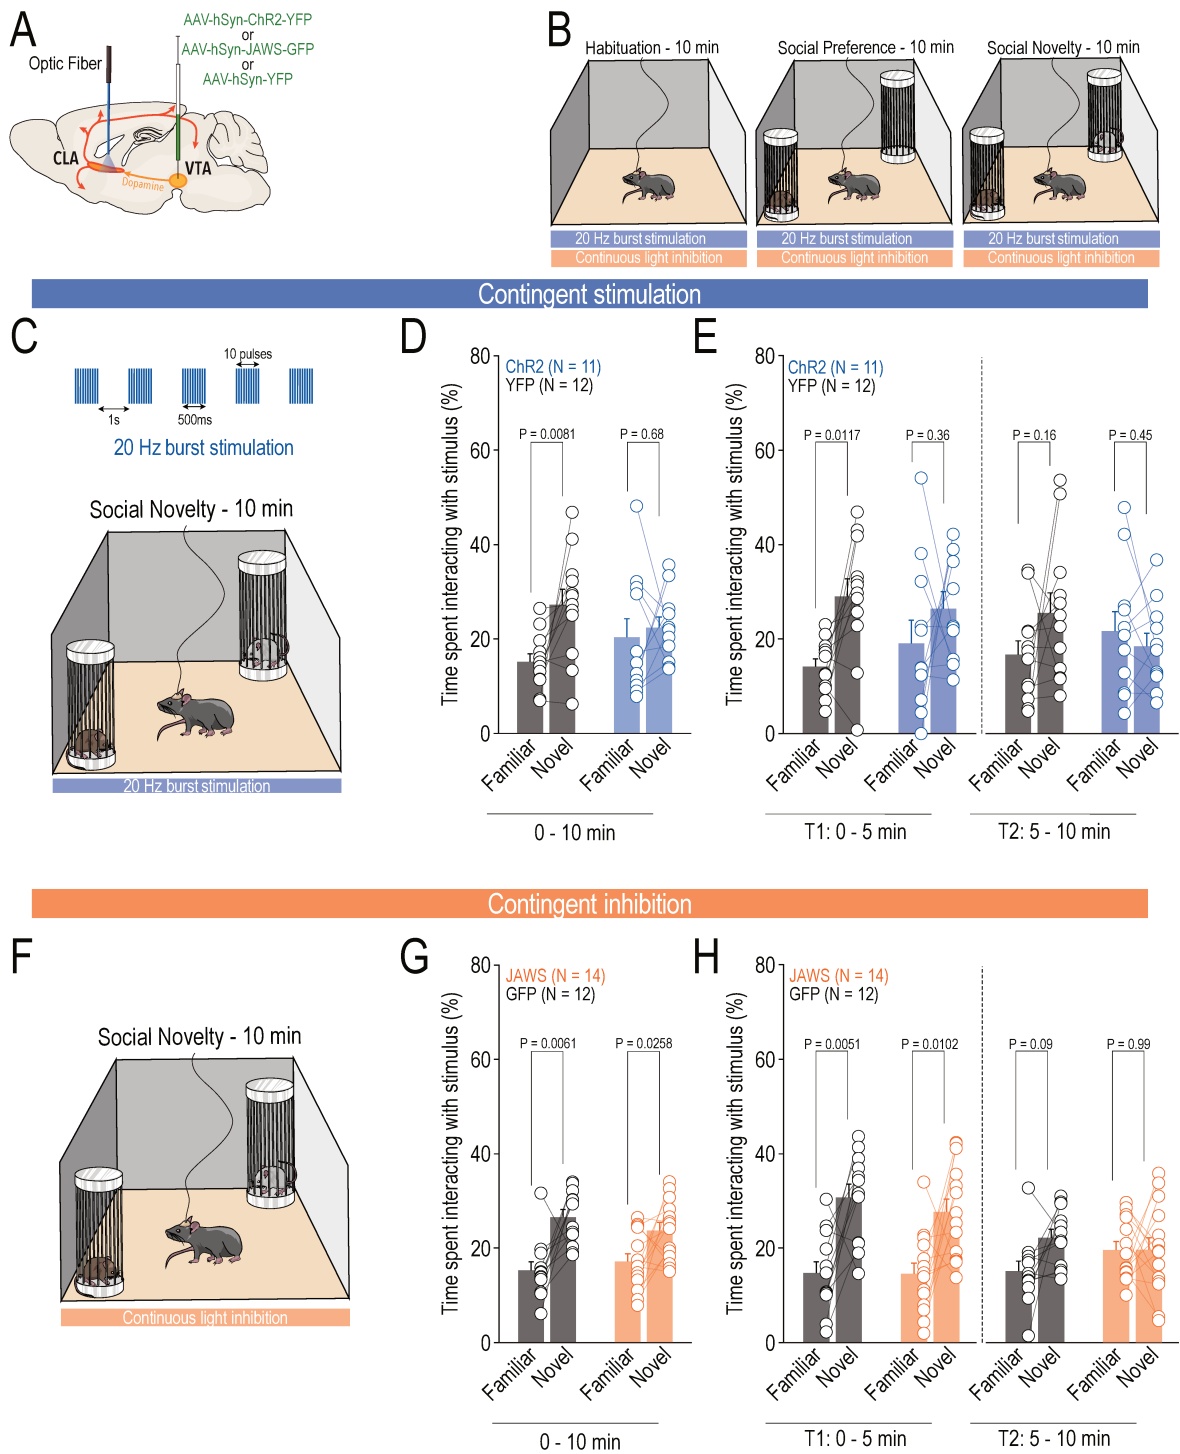 A
AAV-hSyn-ChR2-YFP
or
AAV-hSyn-JAWS-GFP
or
AAV-hSyn-YFP
Optic Fiber
CLA
VTA
Dopamine
B
Habituation - 10 min
Social Preference - 10 min
Social Novelty - 10 min
20 Hz burst stimulation
20 Hz burst stimulation
20 Hz burst stimulation
Continuous light inhibition
Continuous light inhibition
Continuous light inhibition
Contingent stimulation
C
10 pulses
1s
500ms
20 Hz burst stimulation
Social Novelty - 10 min
20 Hz burst stimulation
D
Time spent interacting with stimulus (%)
80
60
40
20
0
ChR2 (N = 11)
YFP (N = 12)
P = 0.0081
P = 0.68
Familiar
Novel
Familiar
Novel
0 - 10 min
E
Time spent interacting with stimulus (%)
80
60
40
20
0
ChR2 (N = 11)
YFP (N = 12)
P = 0.0117
P = 0.36
P = 0.16
P = 0.45
Familiar
Novel
Familiar
Novel
Familiar
Novel
Familiar
Novel
T1: 0 - 5 min
T2: 5 - 10 min
Contingent inhibition
F
Social Novelty - 10 min
Continuous light inhibition
G
Time spent interacting with stimulus (%)
80
60
40
20
0
JAWS (N = 14)
GFP (N = 12)
P = 0.0061
P = 0.0258
Familiar
Novel
Familiar
Novel
0 - 10 min
H
Time spent interacting with stimulus (%)
80
60
40
20
0
JAWS (N = 14)
GFP (N = 12)
P = 0.0051
P = 0.0102
P = 0.09
P = 0.99
Familiar
Novel
Familiar
Novel
Familiar
Novel
Familiar
Novel
T1: 0 - 5 min
T2: 5 - 10 min